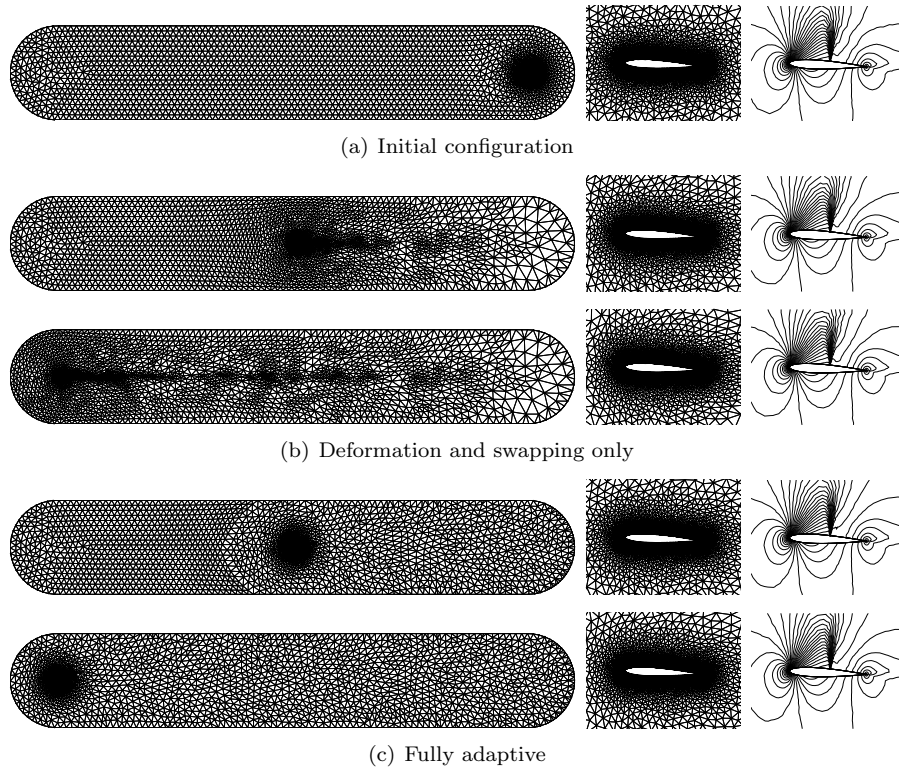 (a) Initial configuration
(b) Deformation and swapping only
(c) Fully adaptive